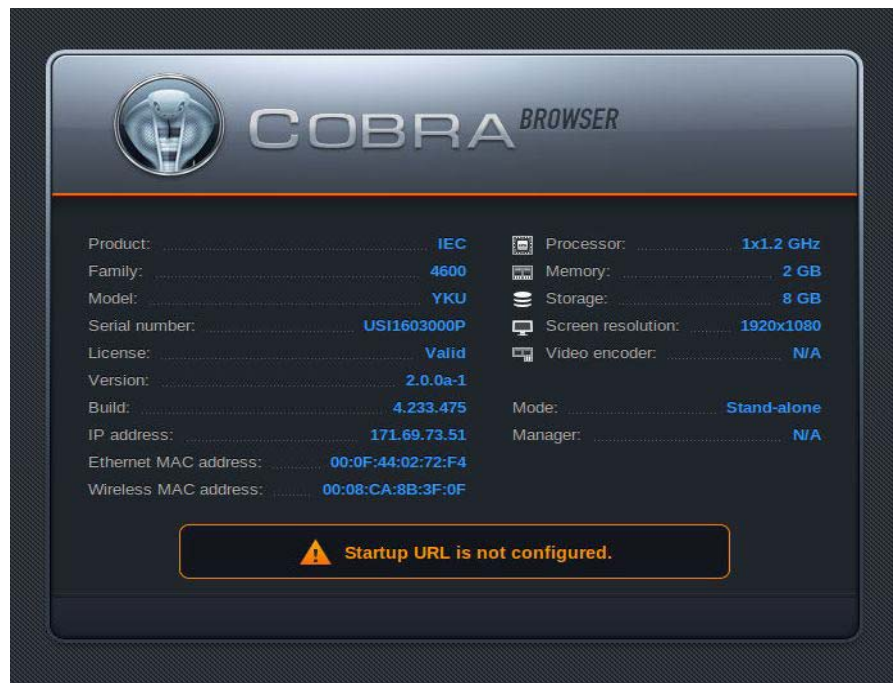 COBRA BROWSER
Product: IEC
Family: 4600
Model: YKU
Serial number: USI1603000P
License: Valid
Version: 2.0.0a-1
Build: 4.233.475
IP address: 171.69.73.51
Ethernet MAC address: 00:0F:44:02:72:F4
Wireless MAC address: 00:08:CA:8B:3F:0F
Processor: 1x1.2 GHz
Memory: 2 GB
Storage: 8 GB
Screen resolution: 1920x1080
Video encoder: N/A
Mode: Stand-alone
Manager: N/A
Startup URL is not configured.